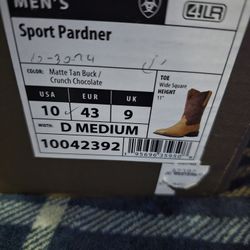 MEN'S
4LR
Sport Pardner
COLOR: Matte Tan Buck /
Crunch Chocolate
TOE
Wide Square
HEIGHT
11"
USA EUR UK
10 43 9
D MEDIUM
10042392